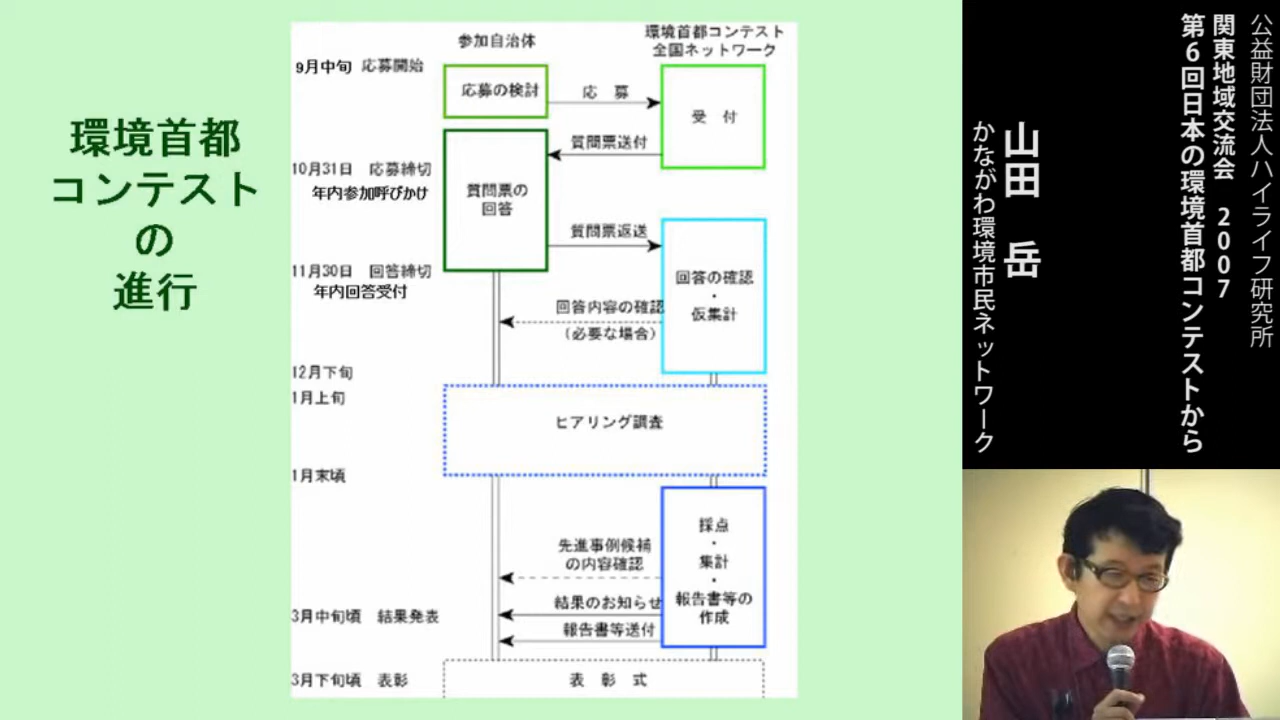 環境首都
コンテスト
の
進行
参加自治体
環境首都コンテスト
全国ネットワーク
9月中旬 応募開始
応募の検討
応 募
受 付
質問票送付
10月31日 応募締切
年内参加呼びかけ
質問票の
回答
質問票返送
11月30日 回答締切
年内回答受付
回答の確認
・
仮集計
回答内容の確認
(必要な場合)
12月下旬
1月上旬
ヒアリング調査
1月末頃
採点
・
集計
・
報告書等の
作成
先進事例候補
の内容確認
結果のお知らせ
3月中旬頃 結果発表
報告書等送付
3月下旬頃 表彰
表 彰 式
公益財団法人ハイライフ研究所
関東地域交流会 2007
第6回日本の環境首都コンテストから
山田 岳
かながわ環境市民ネットワーク